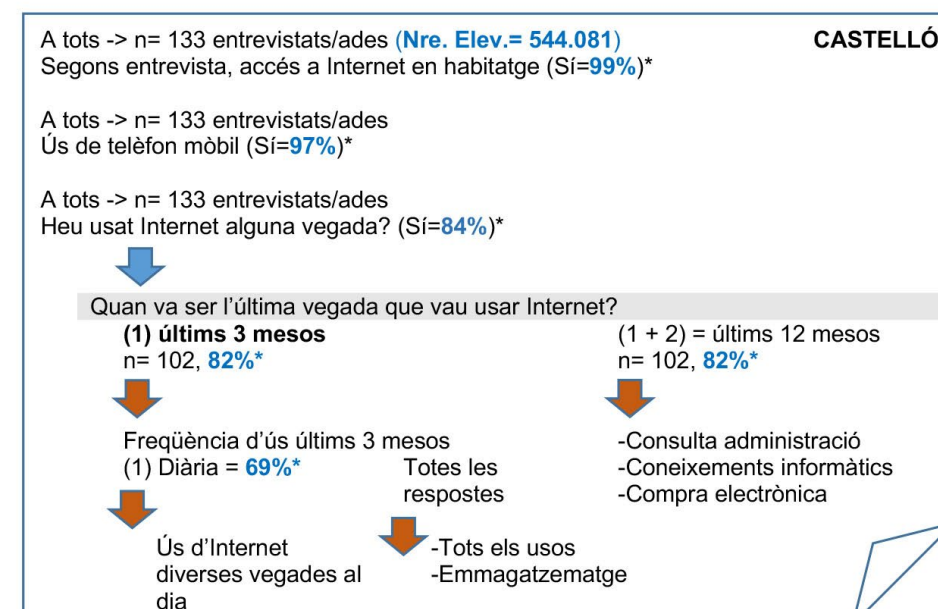 A tots -> n= 133 entrevistats/ades (Nre. Elev.= 544.081)
CASTELLÓ
Segons entrevista, accés a Internet en habitatge (Sí=99%)*
A tots -> n= 133 entrevistats/ades
Ús de telèfon mòbil (Sí=97%)*
A tots -> n= 133 entrevistats/ades
Heu usat Internet alguna vegada? (Sí=84%)*
Quan va ser l’última vegada que vau usar Internet?
(1) últims 3 mesos
n= 102, 82%*
(1 + 2) = últims 12 mesos
n= 102, 82%*
Freqüència d’ús últims 3 mesos
(1) Diària = 69%*
Totes les
respostes
-Consulta administració
-Coneixements informàtics
-Compra electrònica
Ús d’Internet
diverses vegades al
dia
-Tots els usos
-Emmagatzematge